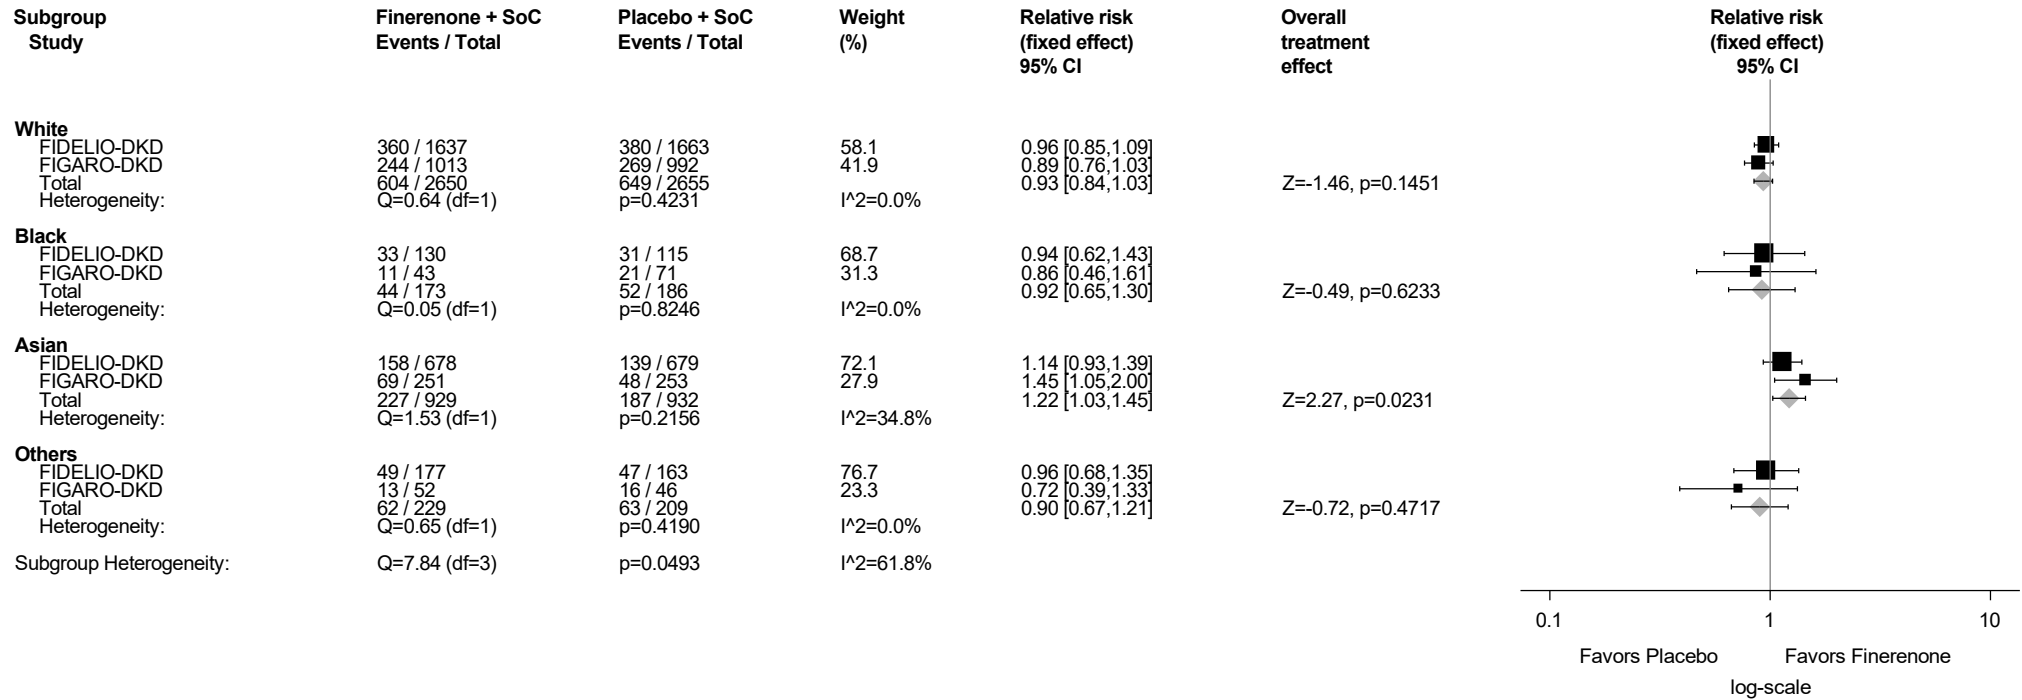 Subgroup Finerenone + SoC Placebo + SoC Weight Relative risk Overall Relative risk
Study Events / Total Events / Total (%) (fixed effect) treatment (fixed effect)
95% CI effect 95% CI
White
FIDELIO-DKD 360 / 1637 380 / 1663 58.1 0.96 [0.85,1.09]
FIGARO-DKD 244 / 1013 269 / 992 41.9 0.89 [0.76,1.03]
Total 604 / 2650 649 / 2655 0.93 [0.84,1.03] Z=-1.46, p=0.1451
Heterogeneity: Q=0.64 (df=1) p=0.4231 I^2=0.0%
Black
FIDELIO-DKD 33 / 130 31 / 115 68.7 0.94 [0.62,1.43]
FIGARO-DKD 11 / 43 21 / 71 31.3 0.86 [0.46,1.61]
Total 44 / 173 52 / 186 0.92 [0.65,1.30] Z=-0.49, p=0.6233
Heterogeneity: Q=0.05 (df=1) p=0.8246 I^2=0.0%
Asian
FIDELIO-DKD 158 / 678 139 / 679 72.1 1.14 [0.93,1.39]
FIGARO-DKD 69 / 251 48 / 253 27.9 1.45 [1.05,2.00]
Total 227 / 929 187 / 932 1.22 [1.03,1.45] Z=2.27, p=0.0231
Heterogeneity: Q=1.53 (df=1) p=0.2156 I^2=34.8%
Others
FIDELIO-DKD 49 / 177 47 / 163 76.7 0.96 [0.68,1.35]
FIGARO-DKD 13 / 52 16 / 46 23.3 0.72 [0.39,1.33]
Total 62 / 229 63 / 209 0.90 [0.67,1.21] Z=-0.72, p=0.4717
Heterogeneity: Q=0.65 (df=1) p=0.4190 I^2=0.0%
Subgroup Heterogeneity: Q=7.84 (df=3) p=0.0493 I^2=61.8%
0.1 1 10
Favors Placebo Favors Finerenone
log-scale